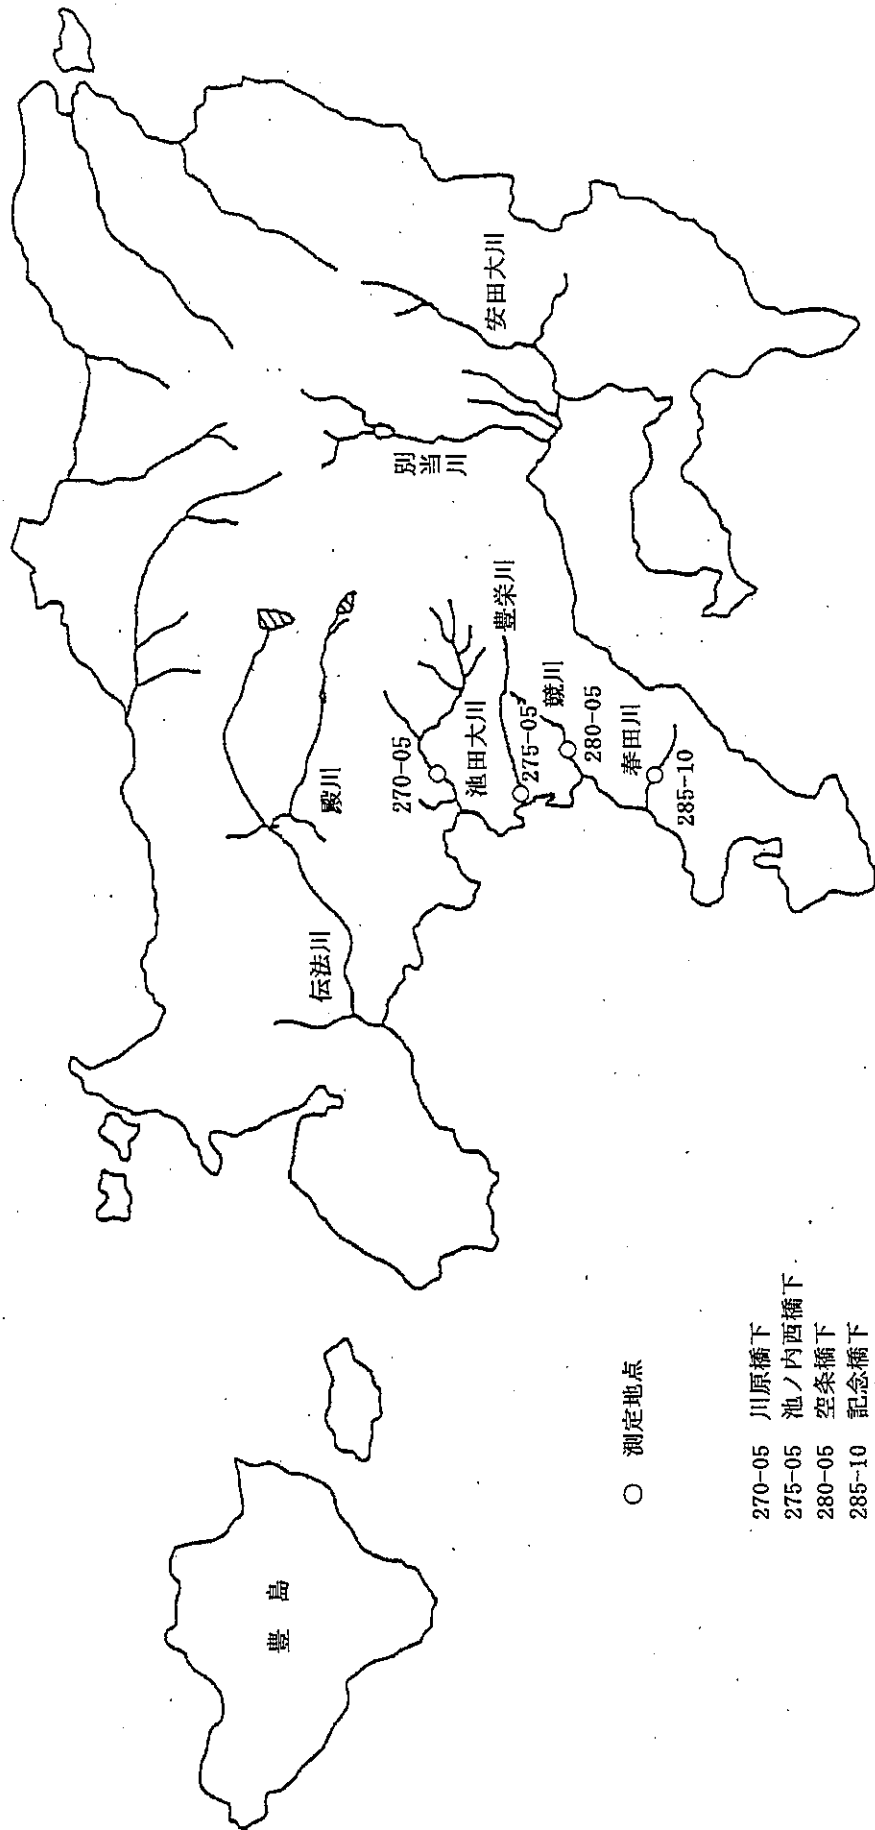 安田大川
別当川
豊栄川
競川
280-05
春田川
275-05
285-10
池田大川
270-05
殿川
伝法川
豊島
○ 測定地点
270-05 川原橋下
275-05 池ノ内西橋下
280-05 空条橋下
285-10 記念橋下